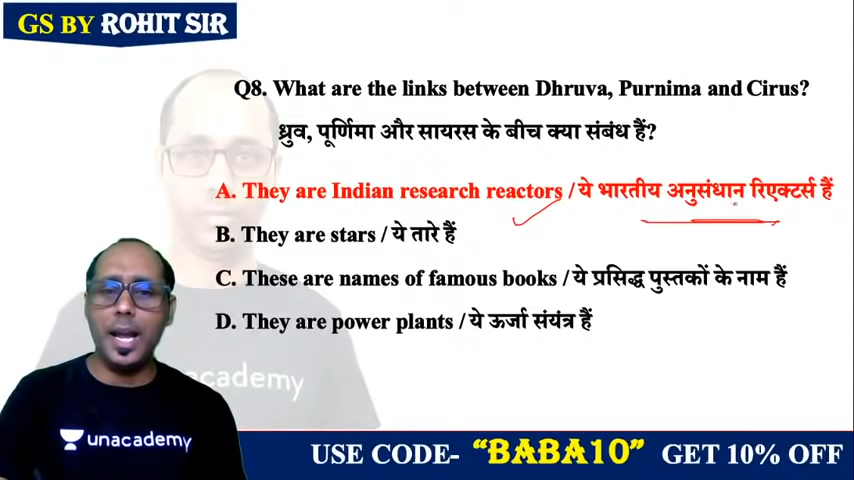 GS BY ROHIT SIR
Q8. What are the links between Dhruva, Purnima and Cirus?
ध्रुव, पूर्णिमा और सायरस के बीच क्या संबंध हैं?
A. They are Indian research reactors / ये भारतीय अनुसंधान रिएक्टर्स हैं
B. They are stars / ये तारे हैं
C. These are names of famous books / ये प्रसिद्ध पुस्तकों के नाम हैं
D. They are power plants / ये ऊर्जा संयंत्र हैं
unacademy
unacademy
USE CODE- “BABA10” GET 10% OFF